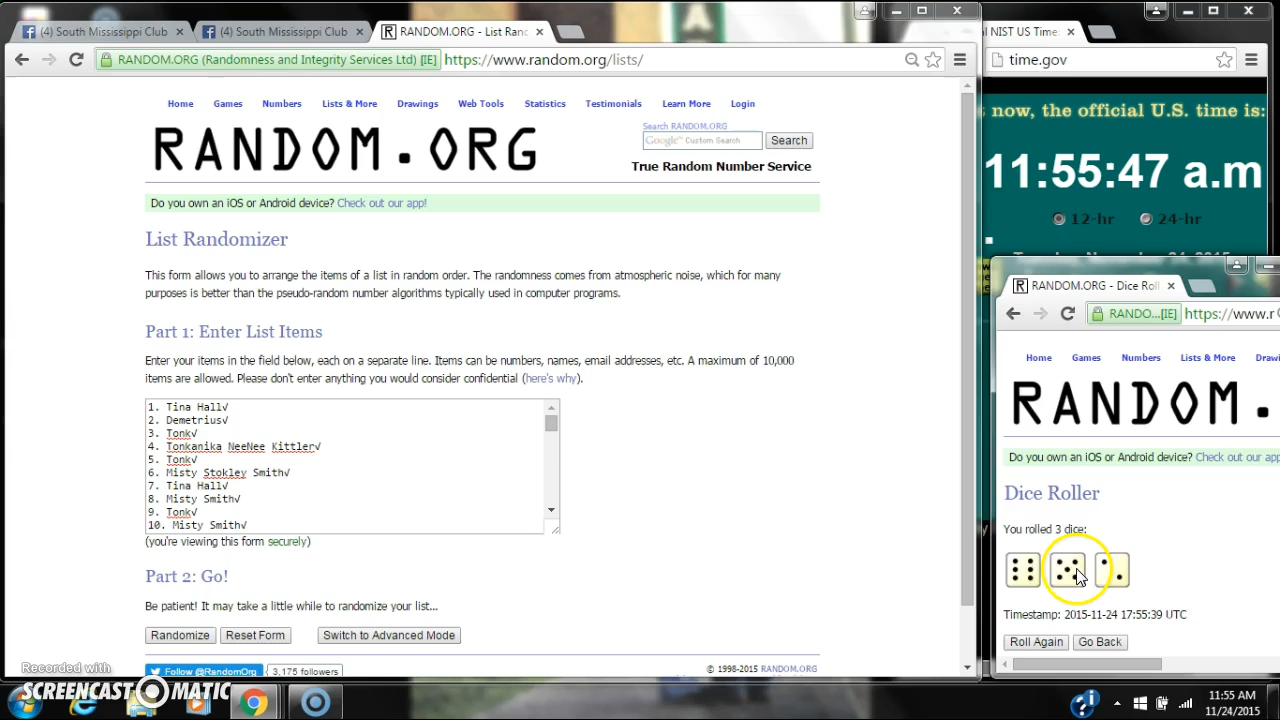 (4) South Mississippi Club
(4) South Mississippi Club
RANDOM.ORG - List Ran
RANDOM.ORG (Randomness and Integrity Services Ltd) [IE]
https://www.random.org/lists/
Home Games Numbers Lists & More Drawings Web Tools Statistics Testimonials Learn More Login
RANDOM.ORG
Search RANDOM.ORG
Google™ Custom Search
Search
True Random Number Service
Do you own an iOS or Android device? Check out our app!
List Randomizer
This form allows you to arrange the items of a list in random order. The randomness comes from atmospheric noise, which for many
purposes is better than the pseudo-random number algorithms typically used in computer programs.
Part 1: Enter List Items
Enter your items in the field below, each on a separate line. Items can be numbers, names, email addresses, etc. A maximum of 10,000
items are allowed. Please don't enter anything you would consider confidential (here's why).
1. Tina Hall√
2. Demetrius√
3. Tonk√
4. Tonkanika NeeNee Kittler√
5. Tonk√
6. Misty Stokley Smith√
7. Tina Hall√
8. Misty Smith√
9. Tonk√
10. Misty Smith√
(you're viewing this form securely)
Part 2: Go!
Be patient! It may take a little while to randomize your list...
Randomize Reset Form Switch to Advanced Mode
Follow @RandomOrg
3,175 followers
© 1998-2015 RANDOM.ORG
NIST US Time
time.gov
now, the official U.S. time is:
11:55:47 a.m
12-hr 24-hr
RANDOM.ORG - Dice Roll
RANDO...[IE]
https://www.r
Home Games Numbers Lists & More Drawi
RANDOM.
Do you own an iOS or Android device? Check out our app
Dice Roller
You rolled 3 dice:
Timestamp: 2015-11-24 17:55:39 UTC
Roll Again Go Back
Recorded with
SCREENCAST-O-MATIC
11:55 AM
11/24/2015